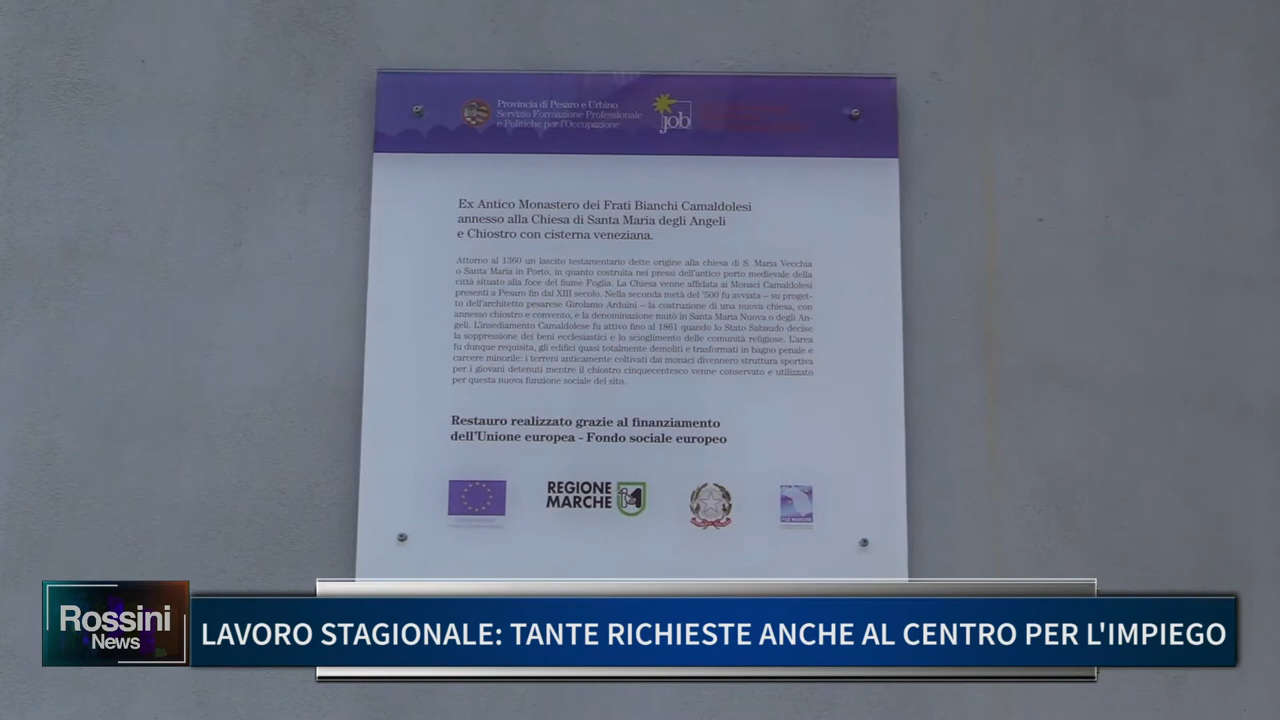 Provincia di Pesaro e Urbino
Servizio Formazione Professionale
e Politiche per l'Occupazione
job
Ex Antico Monastero dei Frati Bianchi Camaldolesi
annesso alla Chiesa di Santa Maria degli Angeli
e Chiostro con cisterna veneziana.
Attorno al 1360 un lascito testamentario dette origine alla chiesa di S. Maria Vecchia
o Santa Maria in Porto, in quanto costruita nei pressi dell'antico porto medievale della
città situato alla foce del fiume Foglia. La Chiesa venne affidata ai Monaci Camaldolesi
presenti a Pesaro fin dal XIII secolo. Nella seconda metà del '500 fu avviata – su proget-
to dell'architetto pesarese Girolamo Arduini – la costruzione di una nuova chiesa, con
annesso chiostro e convento, e la denominazione mutò in Santa Maria Nuova o degli An-
geli. L'insediamento Camaldolese fu attivo fino al 1861 quando lo Stato Sabaudo decise
la soppressione dei beni ecclesiastici e lo scioglimento delle comunità religiose. L'area
fu dunque requisita, gli edifici quasi totalmente demoliti e trasformati in bagno penale e
carcere minorile: i terreni anticamente coltivati dai monaci divennero struttura sportiva
per i giovani detenuti mentre il chiostro cinquecentesco venne conservato e utilizzato
per questa nuova funzione sociale del sito.
Restauro realizzato grazie al finanziamento
dell'Unione europea - Fondo sociale europeo
REGIONE
MARCHE
Rossini
News
LAVORO STAGIONALE: TANTE RICHIESTE ANCHE AL CENTRO PER L'IMPIEGO